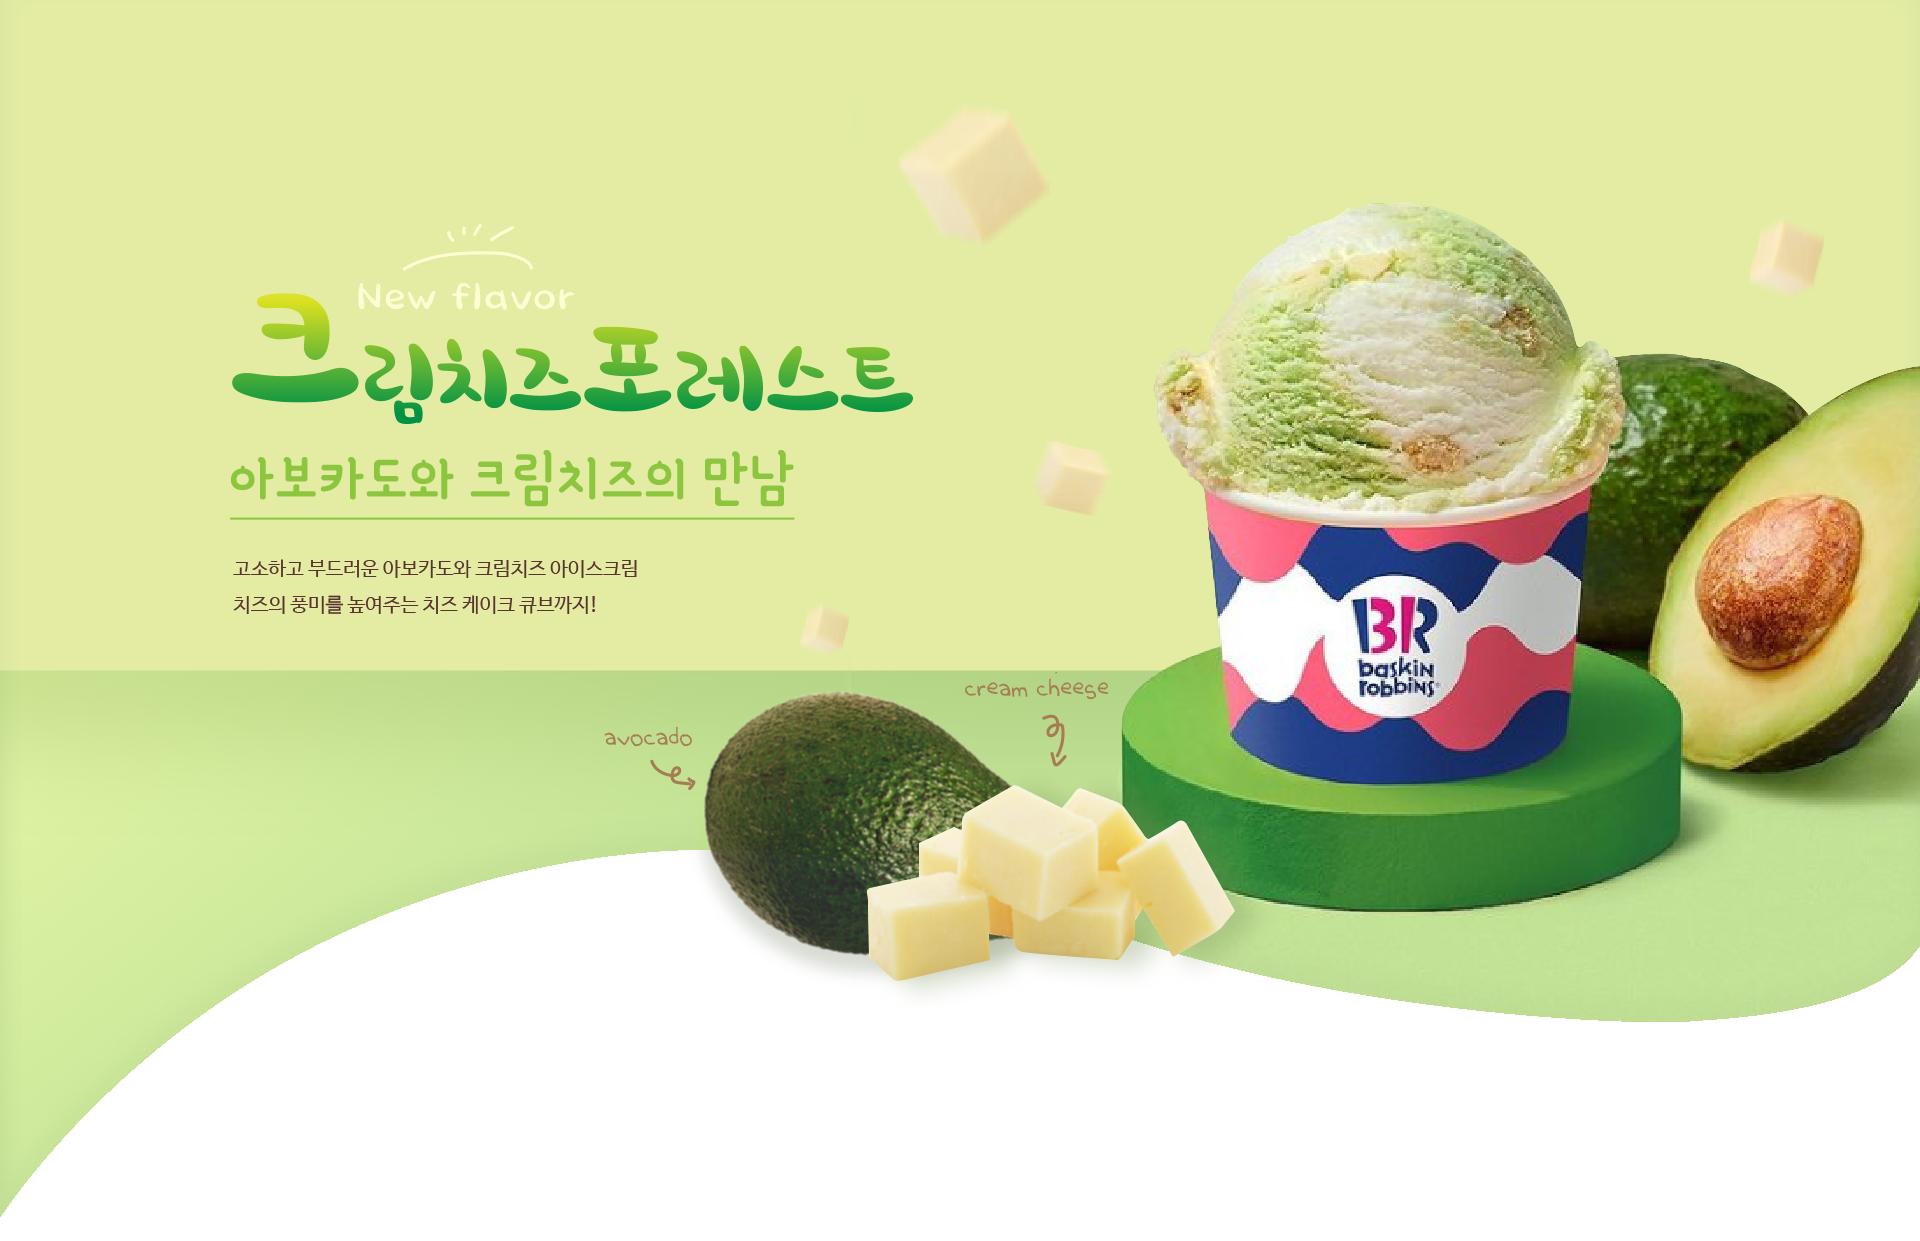 New flavor
크림치즈포레스트
아보카도와 크림치즈의 만남
고소하고 부드러운 아보카도와 크림치즈 아이스크림
치즈의 풍미를 높여주는 치즈 케이크 큐브까지!
BR
baskin
robbins
cream cheese
avocado